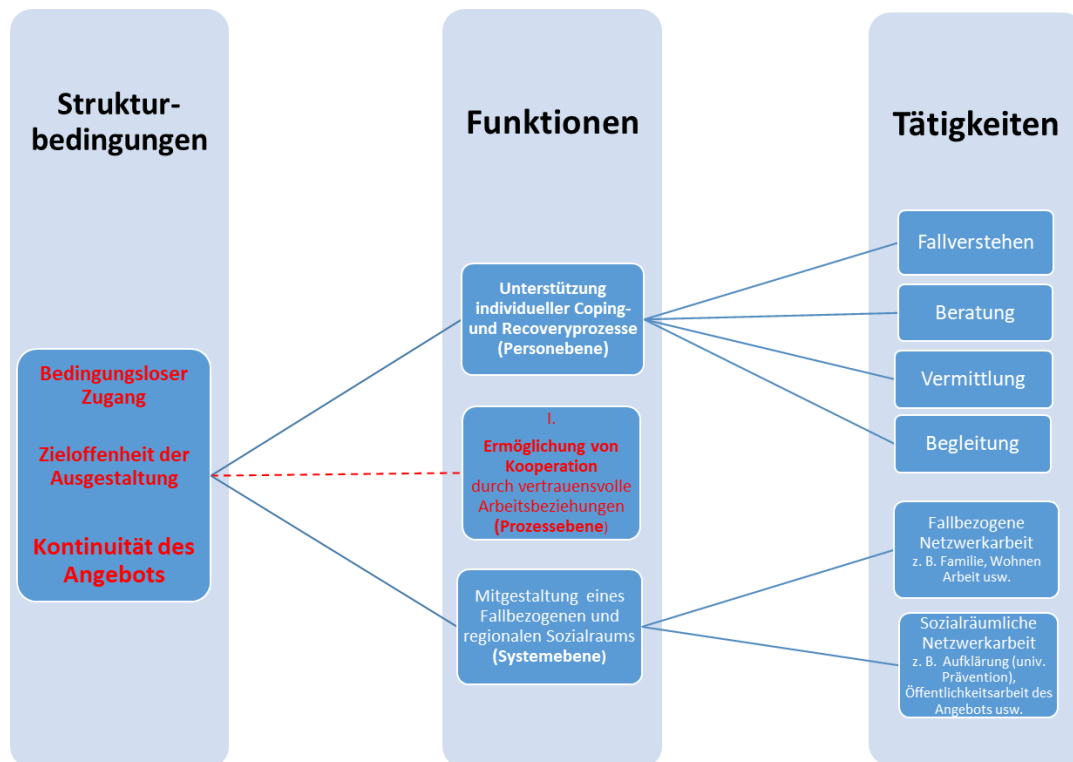 Struktur-
bedingungen
Bedingungsloser
Zugang
Zieloffenheit der
Ausgestaltung
Kontinuität des
Angebots
Funktionen
Unterstützung
individueller Coping-
und Recoveryprozesse
(Personebene)
I.
Ermöglichung von
Kooperation
durch vertrauensvolle
Arbeitsbeziehungen
(Prozessebene)
Mitgestaltung eines
Fallbezogenen und
regionalen Sozialraums
(Systemebene)
Tätigkeiten
Fallverstehen
Beratung
Vermittlung
Begleitung
Fallbezogene
Netzwerkarbeit
z. B. Familie, Wohnen
Arbeit usw.
Sozialräumliche
Netzwerkarbeit
z. B. Aufklärung (univ.
Prävention),
Öffentlichkeitsarbeit des
Angebots usw.